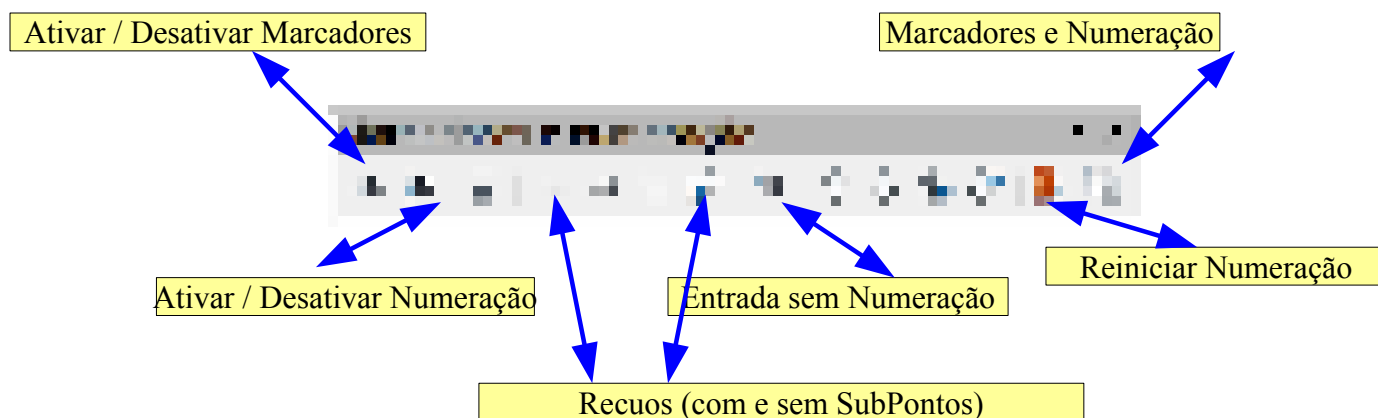 Ativar / Desativar Marcadores
Marcadores e Numeração
Reiniciar Numeração
Ativar / Desativar Numeração
Entrada sem Numeração
Recuos (com e sem SubPontos)